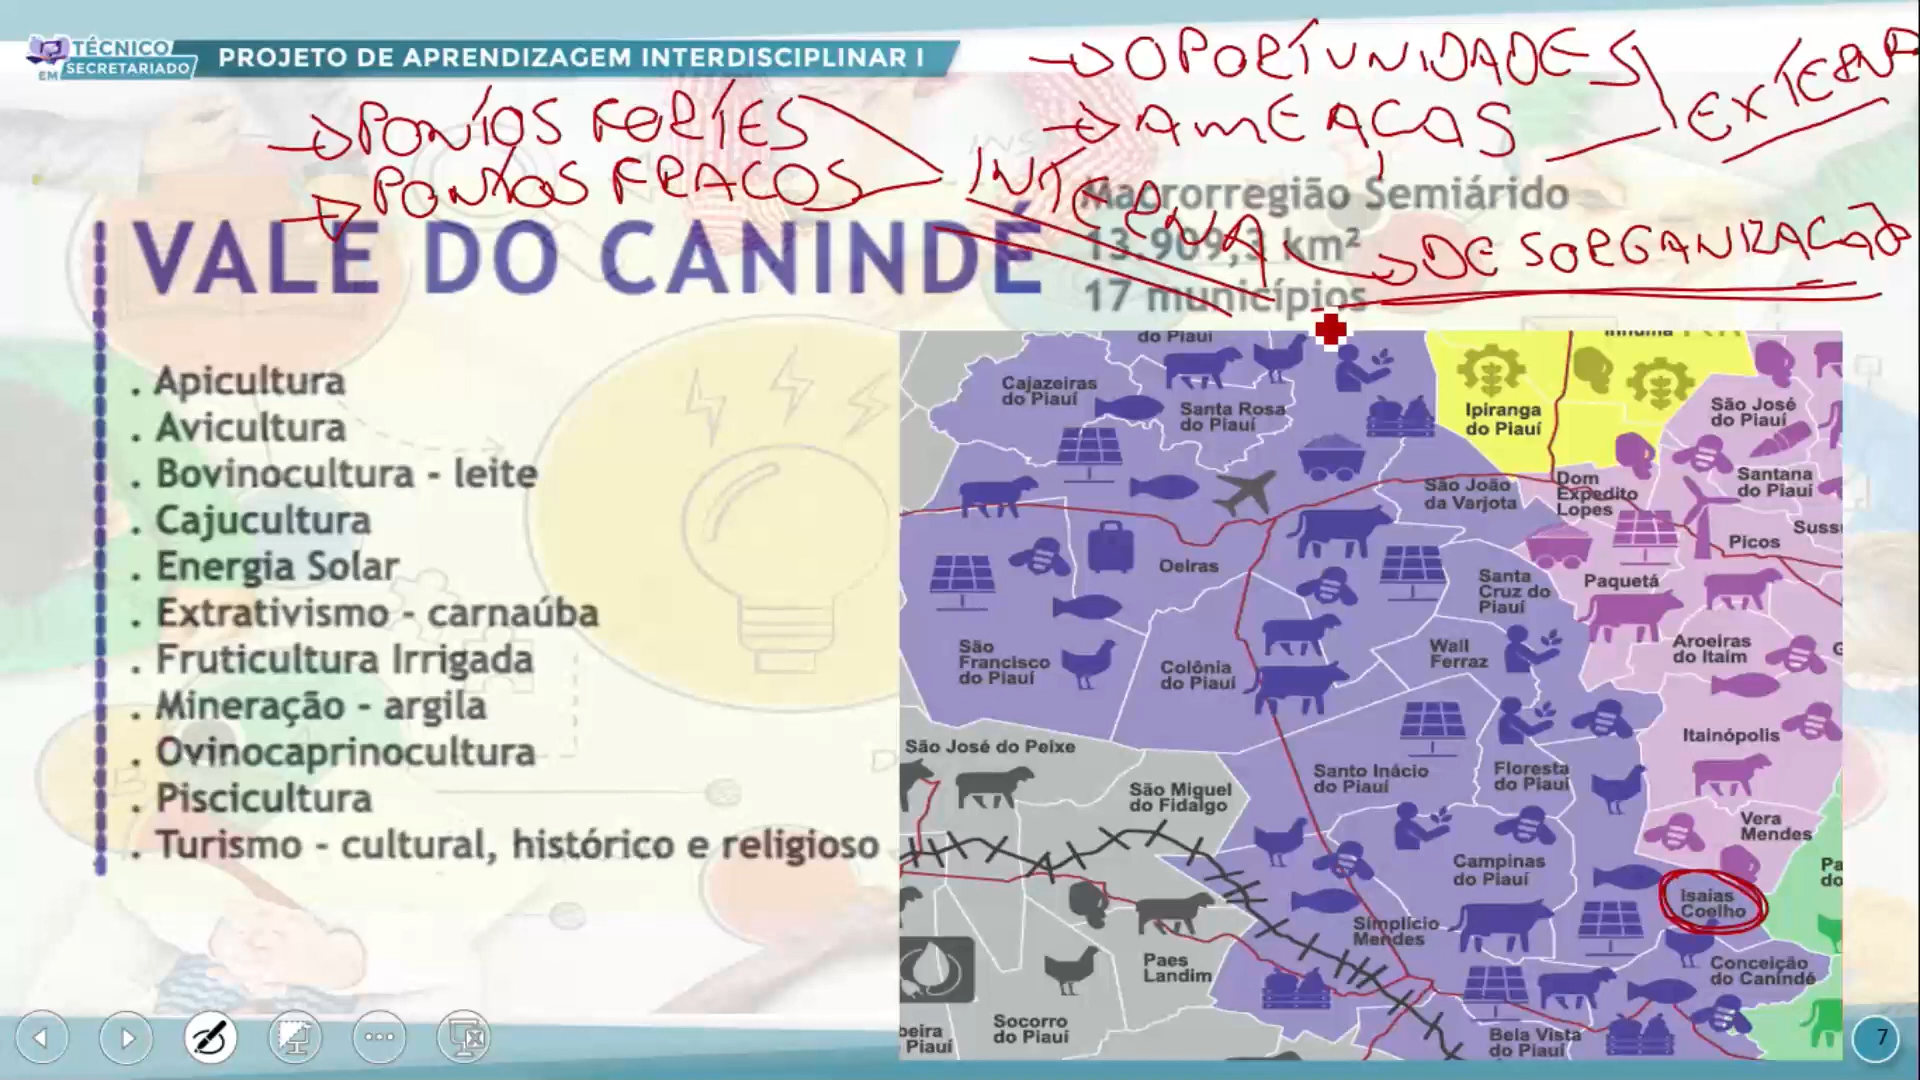 TÉCNICO
EM SECRETARIADO
PROJETO DE APRENDIZAGEM INTERDISCIPLINAR I
→ OPORTUNIDADES
→ AMEAÇAS
EXTERNA
→ PONTOS FORTES
→ PONTOS FRACOS
INTERNA
→ DESORGANIZAÇÃO
VALE DO CANINDÉ
Macrorregião Semiárido
13.909,3 km²
17 municípios
. Apicultura
. Avicultura
. Bovinocultura - leite
. Cajucultura
. Energia Solar
. Extrativismo - carnaúba
. Fruticultura Irrigada
. Mineração - argila
. Ovinocaprinocultura
. Piscicultura
. Turismo - cultural, histórico e religioso
do Piauí
Cajazeiras
do Piauí
Santa Rosa
do Piauí
Ipiranga
do Piauí
São José
do Piauí
Santana
do Piauí
São João
da Varjota
Dom
Expedito
Lopes
Sussu
Picos
Oeiras
Santa
Cruz do
Piauí
Paquetá
São
Francisco
do Piauí
Colônia
do Piauí
Wall
Ferraz
Aroeiras
do Itaim
G
Itainópolis
São José do Peixe
São Miguel
do Fidalgo
Santo Inácio
do Piauí
Floresta
do Piauí
Vera
Mendes
Campinas
do Piauí
Pa
do
Isaías
Coelho
Simplício
Mendes
Paes
Landim
Conceição
do Canindé
Socorro
do Piauí
beira
Piauí
Bela Vista
do Piauí
7